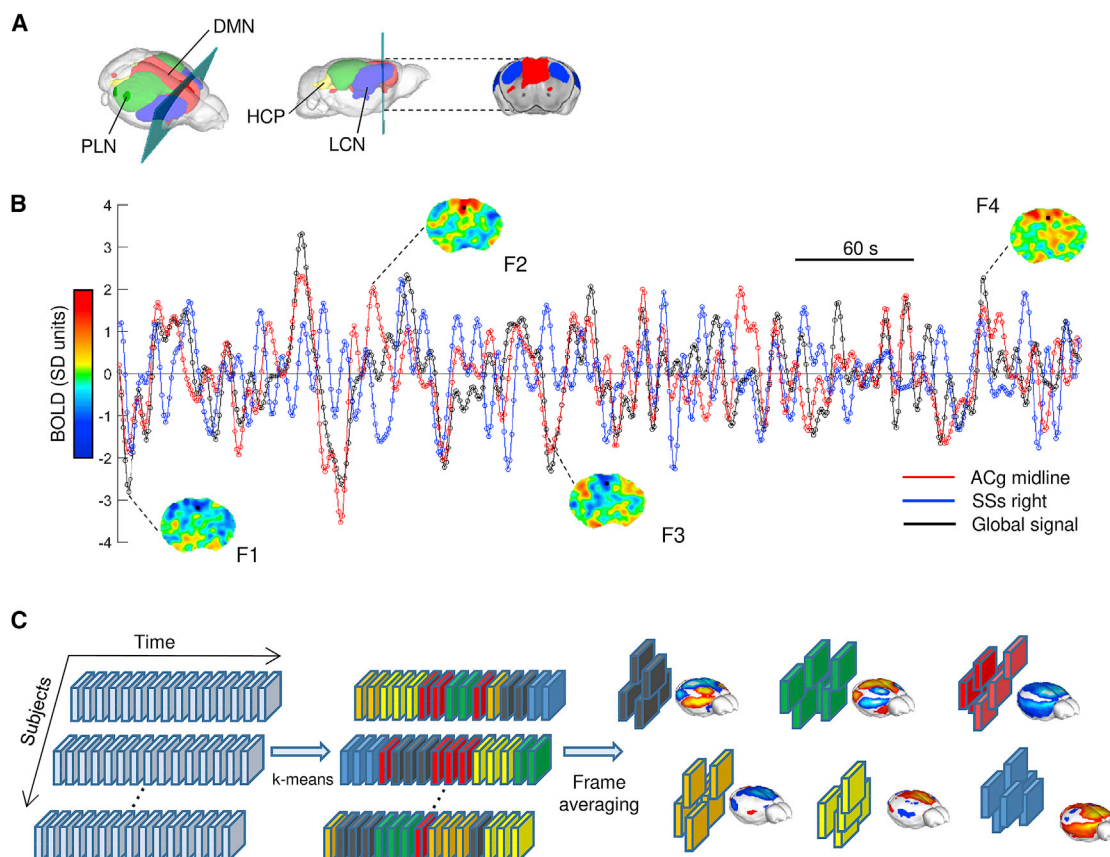 A
DMN
HCP
PLN
LCN
B
4
3
2
1
0
-1
-2
-3
-4
BOLD (SD units)
F2
F4
60 s
F1
F3
ACg midline
SSs right
Global signal
C
Time
Subjects
k-means
Frame
averaging